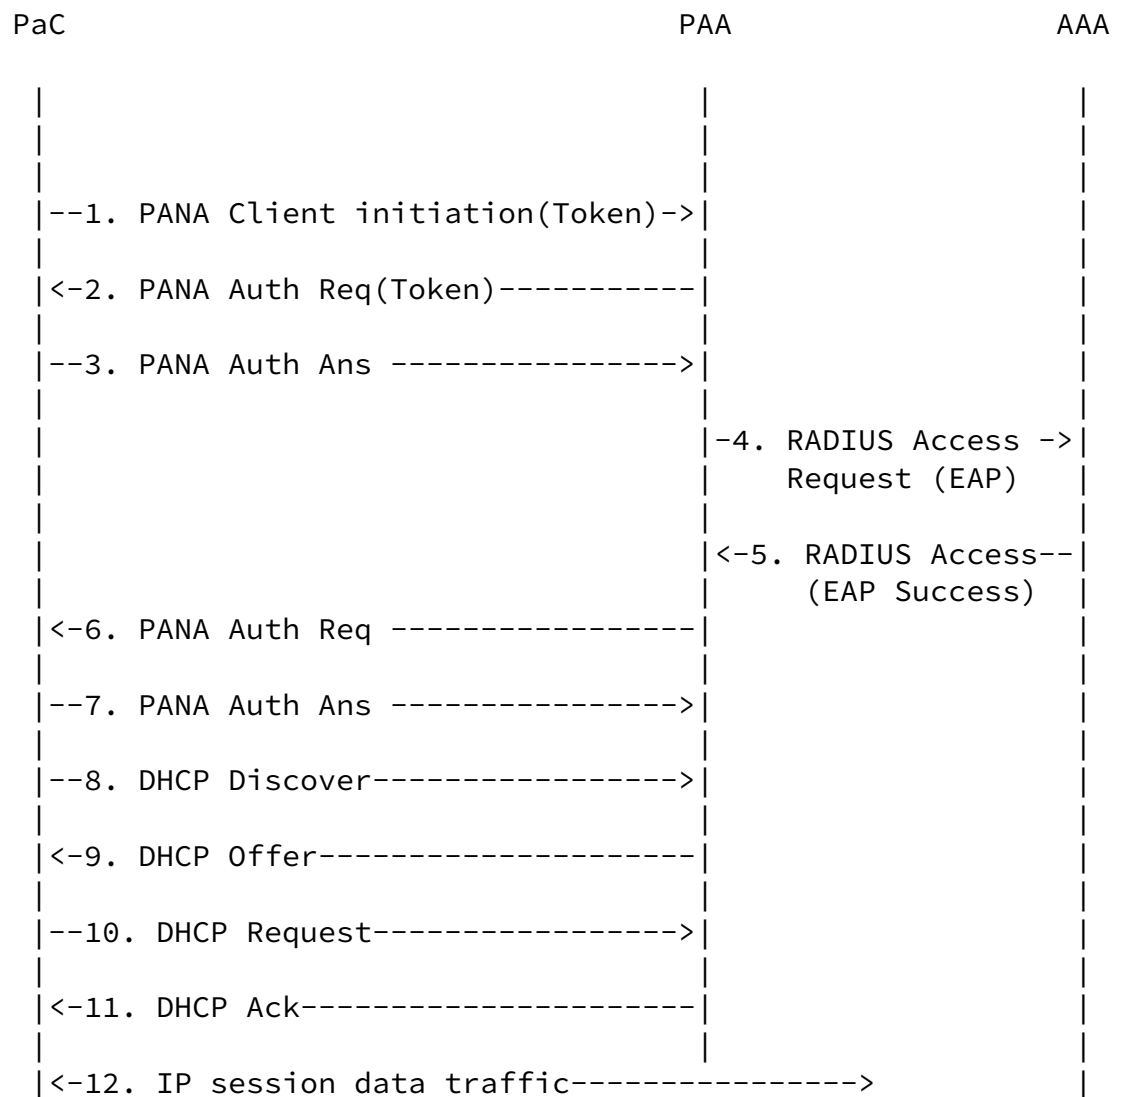 PaC                                  PAA                  AAA
 |                                    |                    |
 |                                    |                    |
 |                                    |                    |
 |--1. PANA Client initiation(Token)->|                    |
 |                                    |                    |
 |<-2. PANA Auth Req(Token)-----------|                    |
 |                                    |                    |
 |--3. PANA Auth Ans ---------------->|                    |
 |                                    |                    |
 |                                    |-4. RADIUS Access ->|
 |                                    |    Request (EAP)   |
 |                                    |                    |
 |                                    |<-5. RADIUS Access--|
 |                                    |     (EAP Success)  |
 |<-6. PANA Auth Req -----------------|                    |
 |                                    |                    |
 |--7. PANA Auth Ans ---------------->|                    |
 |                                    |                    |
 |--8. DHCP Discover----------------->|                    |
 |                                    |                    |
 |<-9. DHCP Offer---------------------|                    |
 |                                    |                    |
 |--10. DHCP Request----------------->|                    |
 |                                    |                    |
 |<-11. DHCP Ack----------------------|                    |
 |                                    |                    |
 |<-12. IP session data traffic---------------->           |